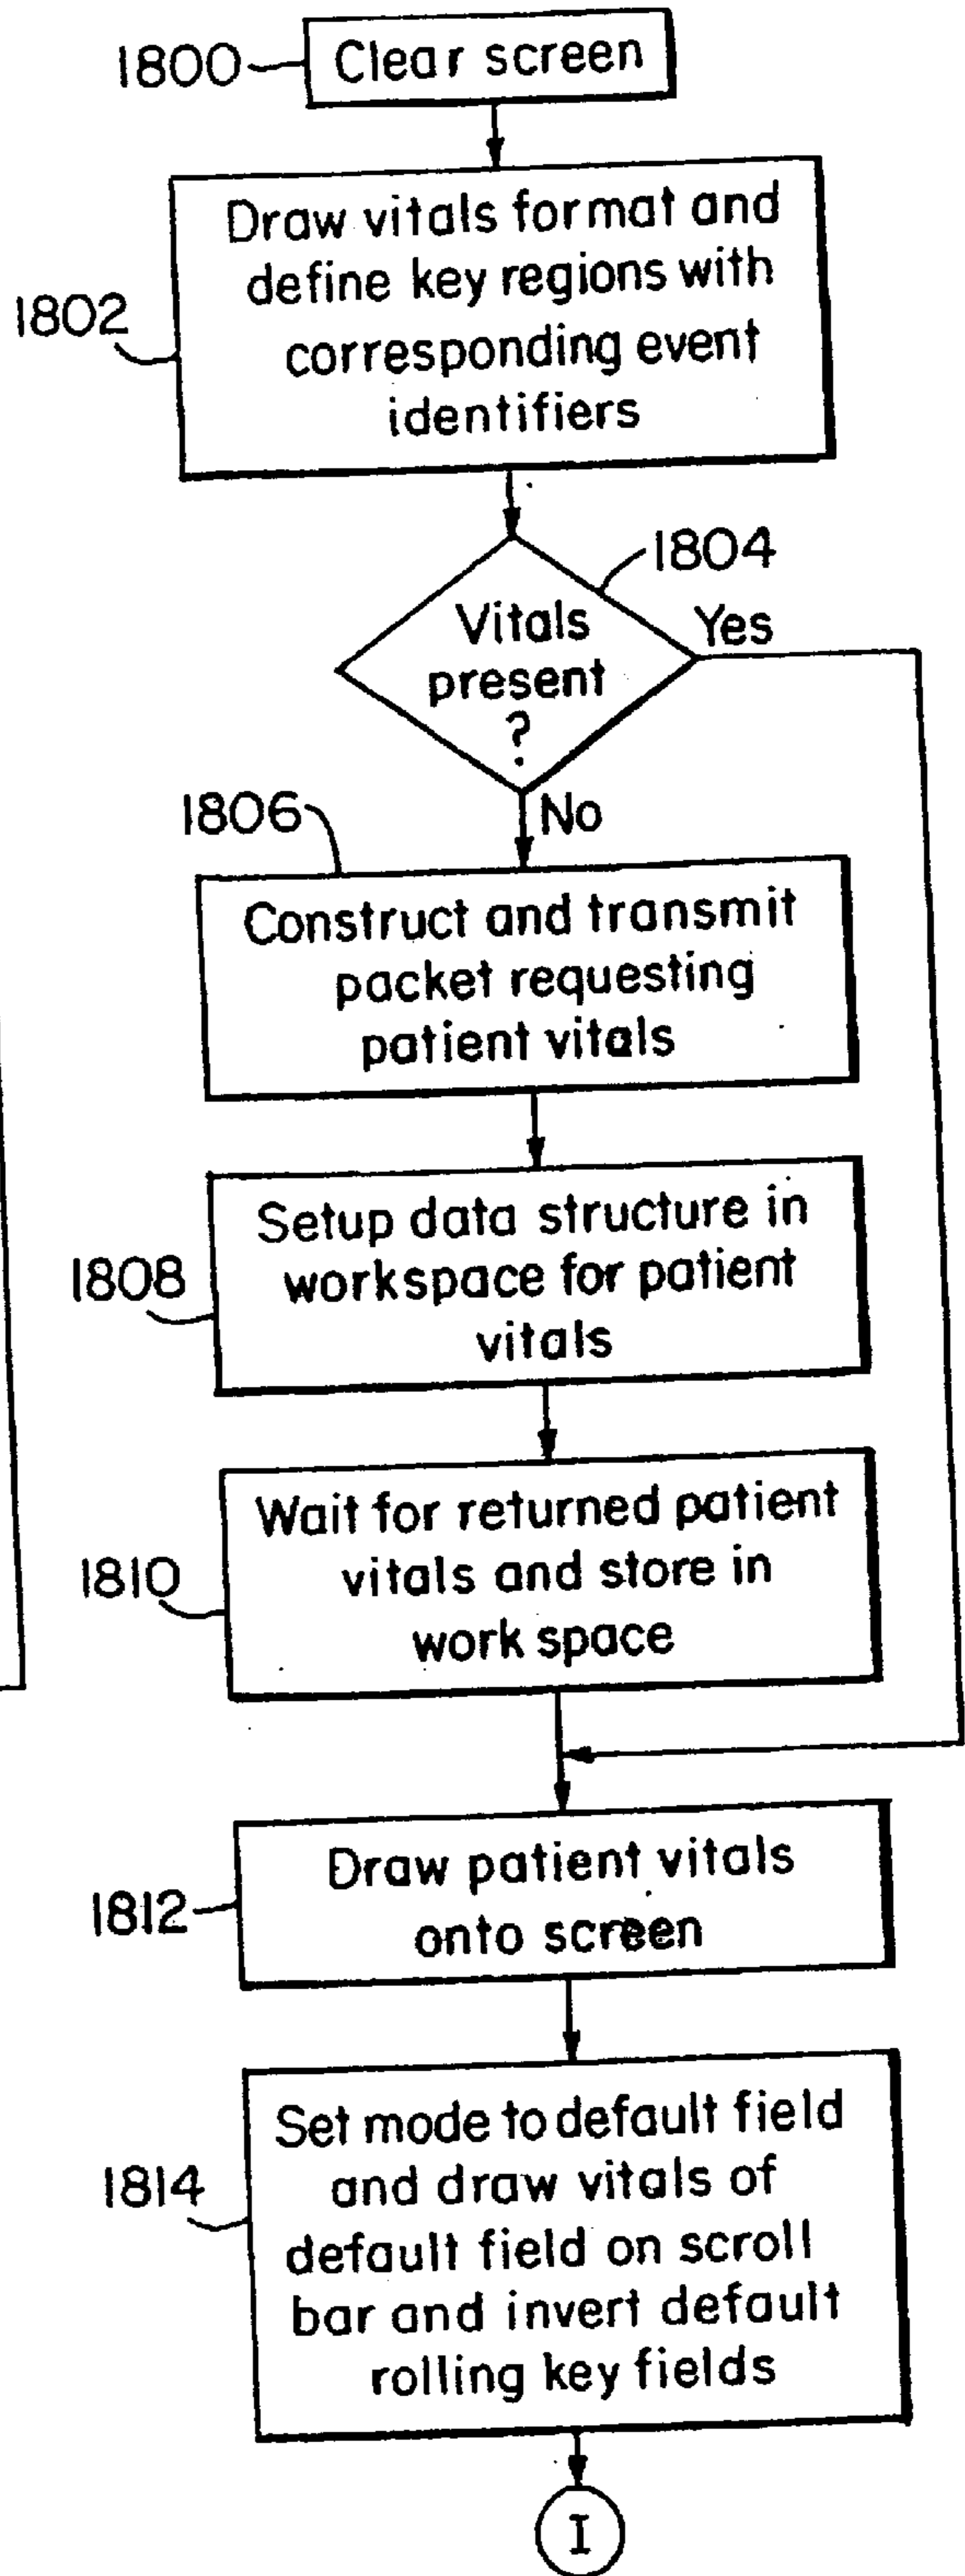 1800
Clear screen
1802
Draw vitals format and
define key regions with
corresponding event
identifiers
1804
Vitals
present
?
Yes
No
1806
Construct and transmit
packet requesting
patient vitals
1808
Setup data structure in
workspace for patient
vitals
1810
Wait for returned patient
vitals and store in
work space
1812
Draw patient vitals
onto screen
1814
Set mode to default field
and draw vitals of
default field on scroll
bar and invert default
rolling key fields
I